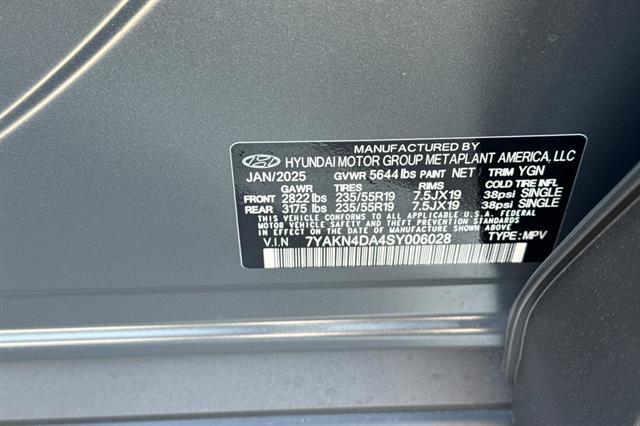 MANUFACTURED BY
HYUNDAI MOTOR GROUP METAPLANT AMERICA, LLC
JAN/2025 GVWR 5644 lbs PAINT NET TRIM YGN
GAWR TIRES RIMS COLD TIRE INFL
FRONT 2822 lbs 235/55R19 7.5JX19 38psi SINGLE
REAR 3175 lbs 235/55R19 7.5JX19 38psi SINGLE
THIS VEHICLE CONFORMS TO ALL APPLICABLE U.S.A. FEDERAL
MOTOR VEHICLE SAFETY AND THEFT PREVENTION STANDARDS
IN EFFECT ON THE DATE OF MANUFACTURE SHOWN ABOVE.
V.I.N 7YAKN4DA4SY006028 TYPE: MPV